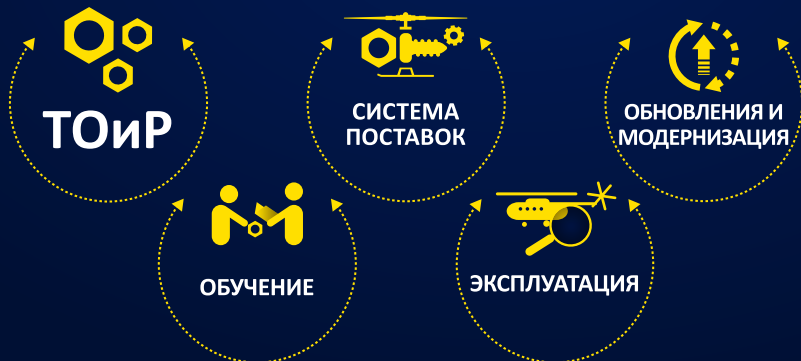 ТОиР
СИСТЕМА
ПОСТАВОК
ОБНОВЛЕНИЯ И
МОДЕРНИЗАЦИЯ
ОБУЧЕНИЕ
ЭКСПЛУАТАЦИЯ